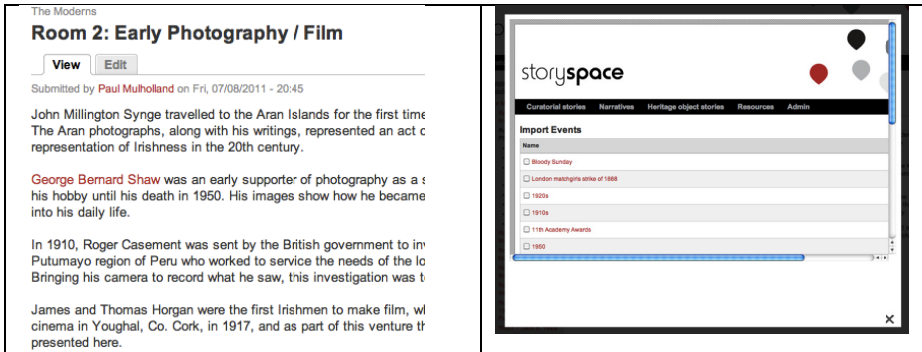 The Moderns
Room 2: Early Photography / Film
View Edit
Submitted by Paul Mulholland on Fri, 07/08/2011 - 20:45
John Millington Synge travelled to the Aran Islands for the first time
The Aran photographs, along with his writings, represented an act o
representation of Irishness in the 20th century.
George Bernard Shaw was an early supporter of photography as a s
his hobby until his death in 1950. His images show how he became
into his daily life.
In 1910, Roger Casement was sent by the British government to in
Putumayo region of Peru who worked to service the needs of the lo
Bringing his camera to record what he saw, this investigation was t
James and Thomas Horgan were the first Irishmen to make film, w
cinema in Youghal, Co. Cork, in 1917, and as part of this venture th
presented here.
storyspace
Curatorial stories Narratives Heritage object stories Resources Admin
Import Events
Name
Bloody Sunday
London matchgirls strike of 1888
1920s
1910s
11th Academy Awards
1950